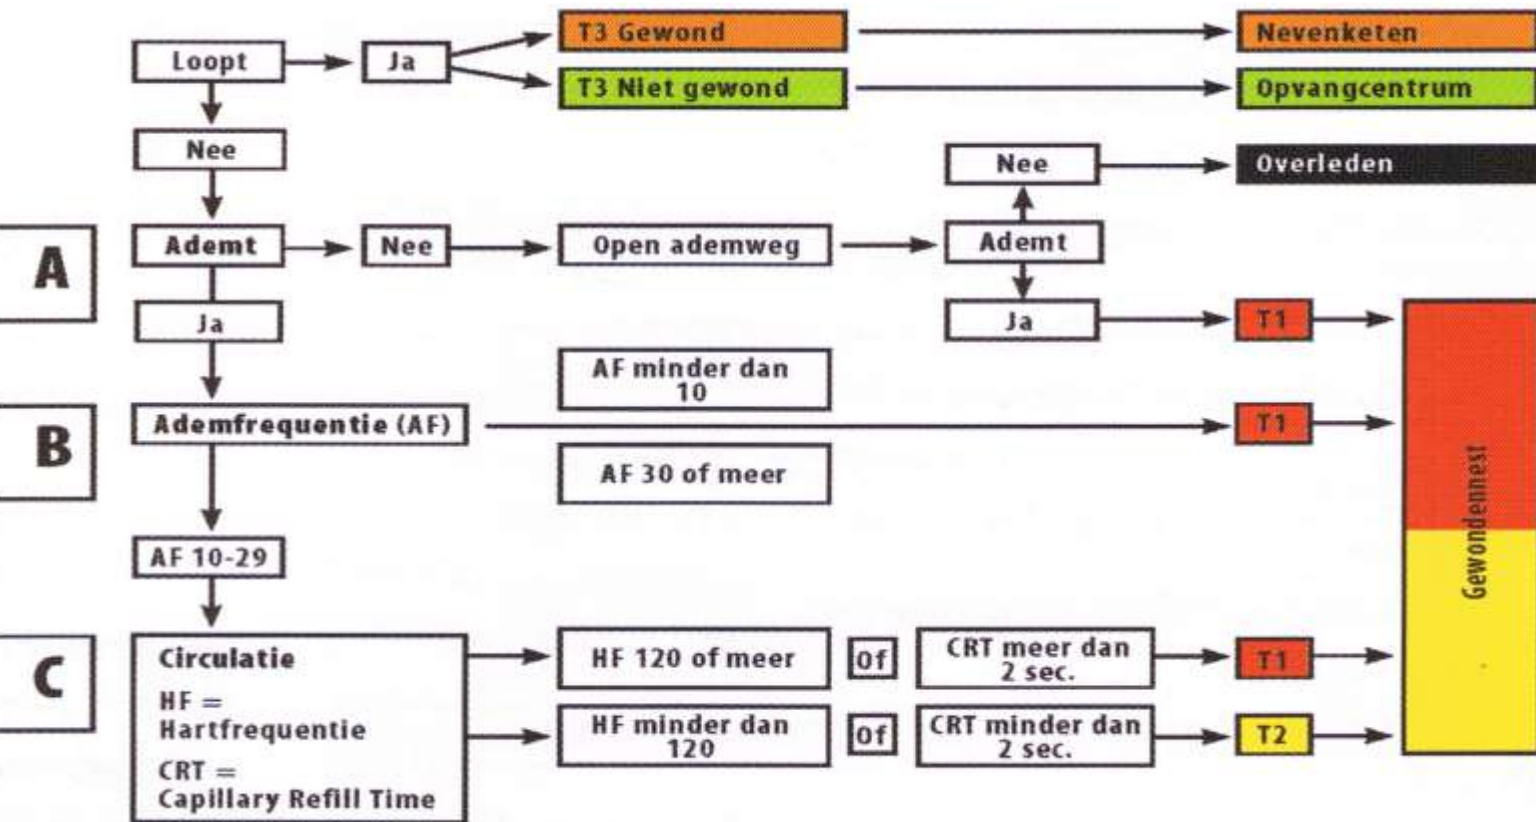 Loopt
Ja
T3 Gewond
Nevenketen
T3 Niet gewond
Opvangcentrum
Nee
Nee
Overleden
A
Ademt
Nee
Open ademweg
Ademt
Ja
Ja
T1
AF minder dan
10
B
Ademfrequentie (AF)
T1
AF 30 of meer
Gewondennest
AF 10-29
C
Circulatie
HF =
Hartfrequentie
CRT =
Capillary Refill Time
HF 120 of meer
Of
CRT meer dan
2 sec.
T1
HF minder dan
120
Of
CRT minder dan
2 sec.
T2